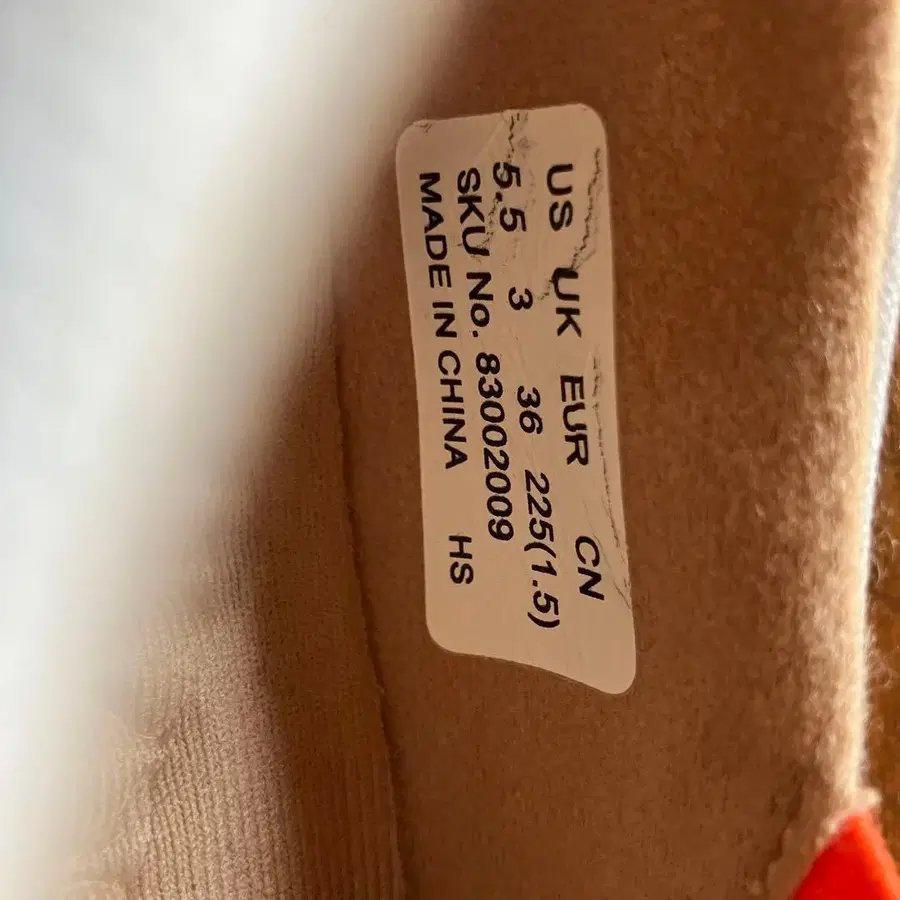 US UK EUR CN
5.5 3 36 225(1.5)
SKU No. 83002009
MADE IN CHINA HS